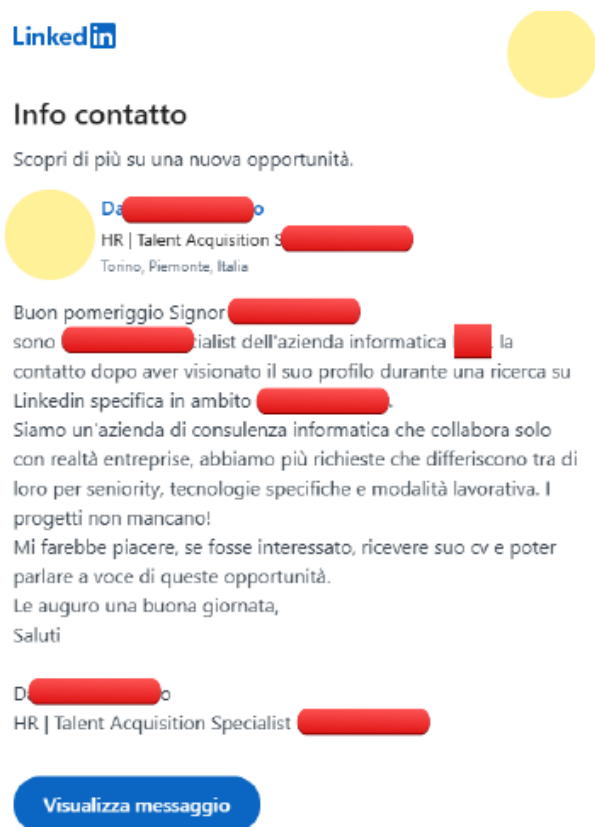 Linkedin
Info contatto
Scopri di più su una nuova opportunità.
Da o
HR | Talent Acquisition S
Torino, Piemonte, Italia
Buon pomeriggio Signor
sono ialist dell'azienda informatica la
contatto dopo aver visionato il suo profilo durante una ricerca su
Linkedin specifica in ambito .
Siamo un'azienda di consulenza informatica che collabora solo
con realtà entreprise, abbiamo più richieste che differiscono tra di
loro per seniority, tecnologie specifiche e modalità lavorativa. I
progetti non mancano!
Mi farebbe piacere, se fosse interessato, ricevere suo cv e poter
parlare a voce di queste opportunità.
Le auguro una buona giornata,
Saluti
D o
HR | Talent Acquisition Specialist
Visualizza messaggio